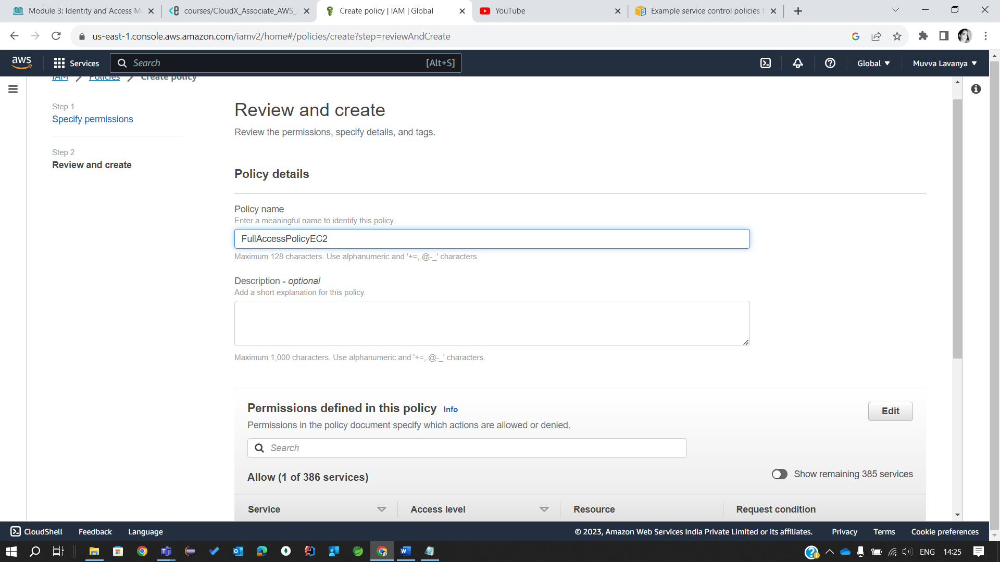 Module 3: Identity and Access Ma
courses/CloudX_Associate_AWS_
Create policy | IAM | Global
YouTube
Example service control policies f
us-east-1.console.aws.amazon.com/iamv2/home#/policies/create?step=reviewAndCreate
aws
Services
Search
[Alt+S]
Global
Muvva Lavanya
IAM
Policies
Create policy
Step 1
Specify permissions
Step 2
Review and create
Review and create
Review the permissions, specify details, and tags.
Policy details
Policy name
Enter a meaningful name to identify this policy.
FullAccessPolicyEC2
Maximum 128 characters. Use alphanumeric and '+=,.@-_' characters.
Description - optional
Add a short explanation for this policy.
Maximum 1,000 characters. Use alphanumeric and '+=,.@-_' characters.
Permissions defined in this policy Info
Edit
Permissions in the policy document specify which actions are allowed or denied.
Search
Allow (1 of 386 services)
Show remaining 385 services
Service
Access level
Resource
Request condition
CloudShell
Feedback
Language
© 2023, Amazon Web Services India Private Limited or its affiliates.
Privacy
Terms
Cookie preferences
ENG
14:25